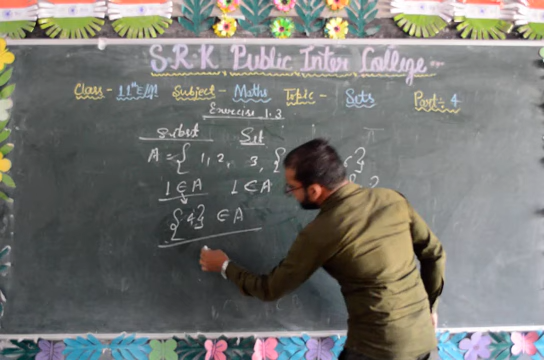 S.R.K Public Inter College
Class - 11th E/M Subject - Maths Topic - Sets Part:- 4
Exercise 1.3
Subset Set
A = { 1, 2, 3, {
1 ∈ A 1 ∈ A
{4} ∈ A